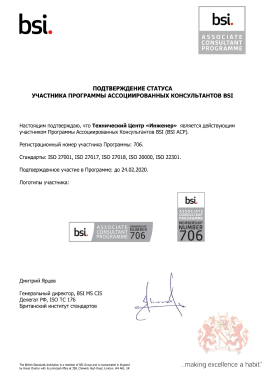 bsi.
bsi.
ASSOCIATE
CONSULTANT
PROGRAMME
ПОДТВЕРЖДЕНИЕ СТАТУСА
УЧАСТНИКА ПРОГРАММЫ АССОЦИИРОВАННЫХ КОНСУЛЬТАНТОВ BSI
Настоящим подтверждаю, что Технический Центр «Инженер» является действующим
участником Программы Ассоциированных Консультантов BSI (BSI ACP).
Регистрационный номер участника Программы: 706.
Стандарты: ISO 27001, ISO 27017, ISO 27018, ISO 20000, ISO 22301.
Подтвержденное участие в Программе: до 24.02.2020.
Логотипы участника:
bsi.
ASSOCIATE
CONSULTANT
PROGRAMME
MEMBERSHIP
NUMBER
706
bsi.
ASSOCIATE
CONSULTANT
PROGRAMME
MEMBERSHIP
NUMBER
706
Дмитрий Ярцев
Генеральный директор, BSI MS CIS
Делегат РФ, ISO TC 176
Британский институт стандартов
The British Standards Institution is a member of BSI Group and is incorporated in England
by Royal Charter with its principal office at 389, Chiswick High Road, London, W4 4AL, UK
...making excellence a habit